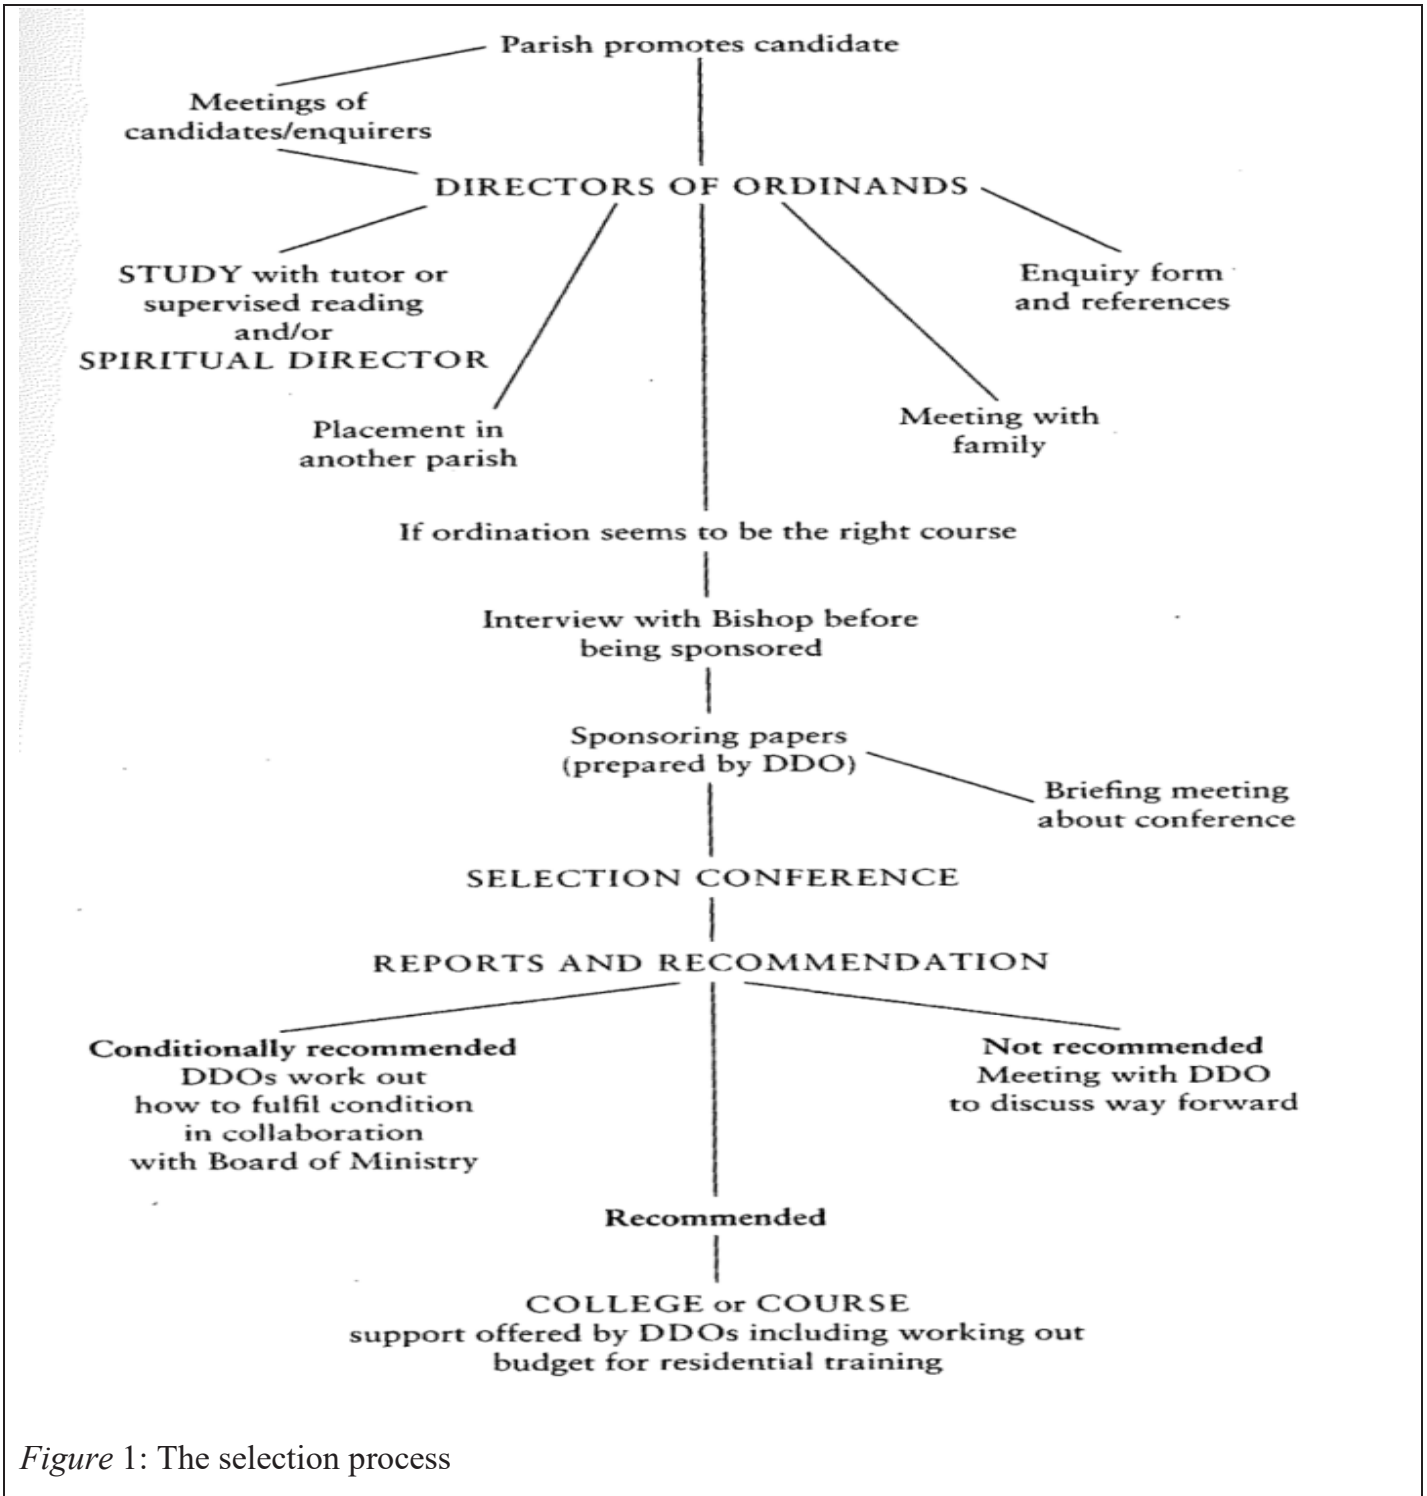 Parish promotes candidate
Meetings of
candidates/enquirers
DIRECTORS OF ORDINANDS
STUDY with tutor or
supervised reading
and/or
SPIRITUAL DIRECTOR
Enquiry form
and references
Placement in
another parish
Meeting with
family
If ordination seems to be the right course
Interview with Bishop before
being sponsored
Sponsoring papers
(prepared by DDO)
Briefing meeting
about conference
SELECTION CONFERENCE
REPORTS AND RECOMMENDATION
Conditionally recommended
DDOs work out
how to fulfil condition
in collaboration
with Board of Ministry
Not recommended
Meeting with DDO
to discuss way forward
Recommended
COLLEGE or COURSE
support offered by DDOs including working out
budget for residential training
Figure 1: The selection process